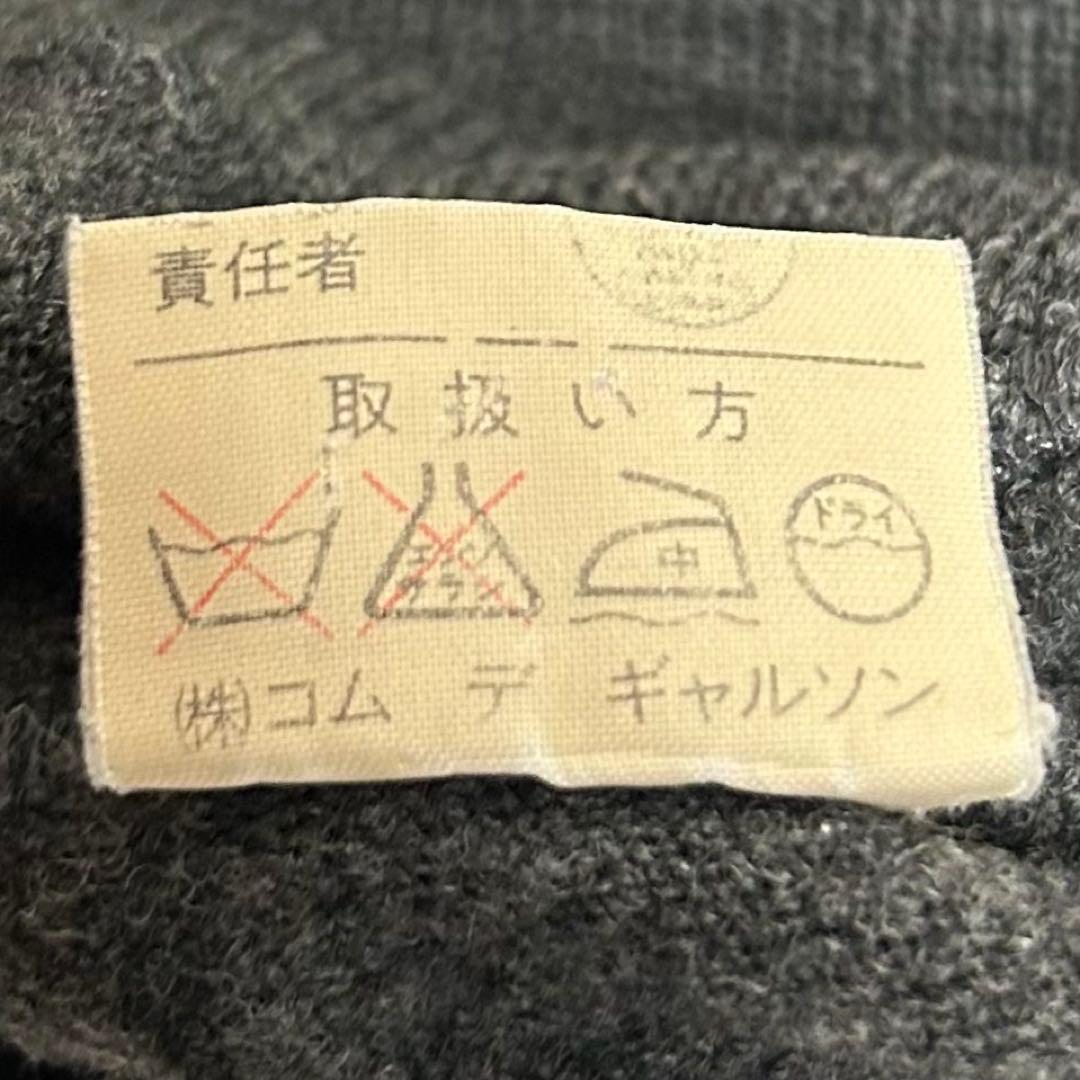 責任者
取扱い方
エンソ
サラシ
中
ドライ
(株)コム デ ギャルソン